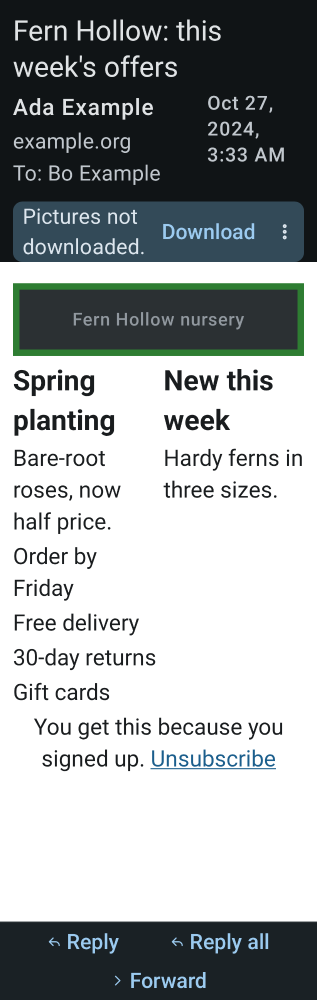 Fern Hollow: this
week's offers
Ada Example
example.org
To: Bo Example
Oct 27,
2024,
3:33 AM
Pictures not
downloaded.
Download
Fern Hollow nursery
Spring
planting
Bare-root
roses, now
half price.
Order by
Friday
Free delivery
30-day returns
Gift cards
New this
week
Hardy ferns in
three sizes.
You get this because you
signed up. Unsubscribe
Reply
Reply all
Forward